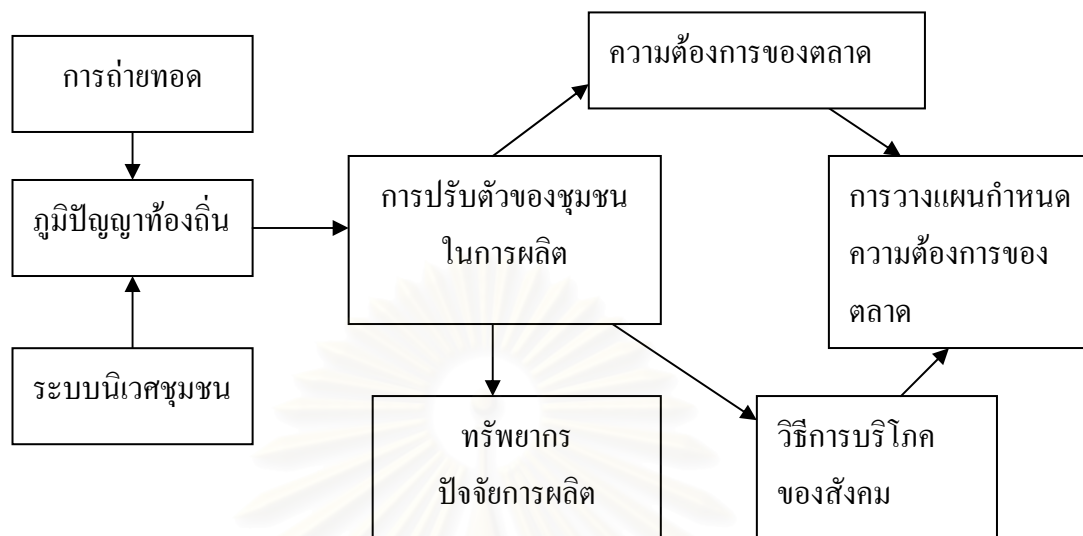 การถ่ายทอด
ภูมิปัญญาท้องถิ่น
ระบบนิเวศชุมชน
การปรับตัวของชุมชน
ในการผลิต
ความต้องการของตลาด
ทรัพยากร
ปัจจัยการผลิต
วิธีการบริโภค
ของสังคม
การวางแผนกำหนด
ความต้องการของ
ตลาด